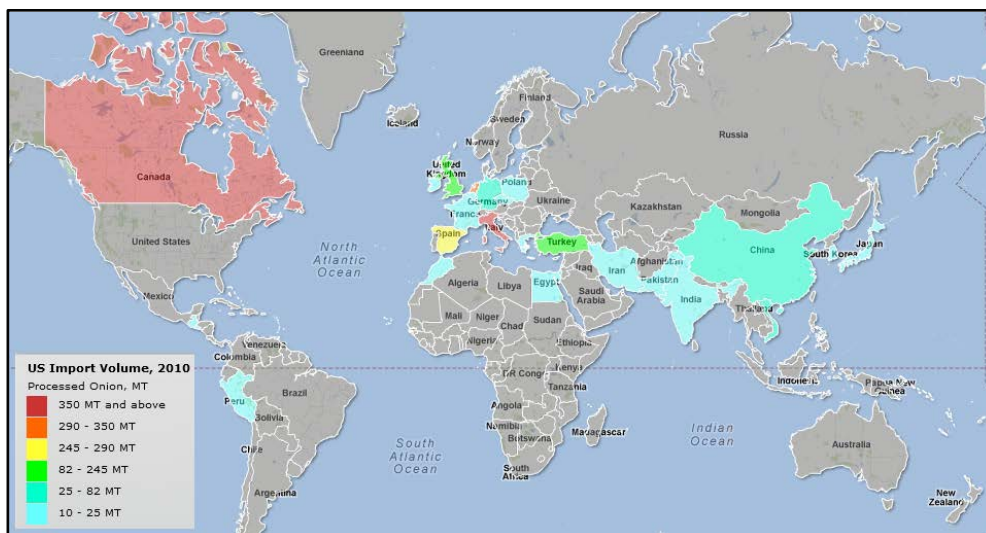 Greenland
Iceland
Finland
Sweden
Norway
Russia
United
Kingdom
Canada
Poland
Germany
Ukraine
France
Kazakhstan
Mongolia
Italy
Spain
Turkey
United States
North
Atlantic
Ocean
China
Japan
South Korea
Afghanistan
Iraq
Iran
Pakistan
Algeria
Libya
Egypt
Saudi
Arabia
India
Mexico
Mali
Niger
Chad
Sudan
Thailand
Nigeria
Ethiopia
Venezuela
Colombia
DR Congo
Kenya
Tanzania
Indonesia
Papua New
Guinea
Brazil
Peru
Bolivia
Angola
Namibia
Botswana
Madagascar
Indian
Ocean
Australia
South
Atlantic
Ocean
Chile
South
Africa
Argentina
New
Zealand
US Import Volume, 2010
Processed Onion, MT
350 MT and above
290 - 350 MT
245 - 290 MT
82 - 245 MT
25 - 82 MT
10 - 25 MT